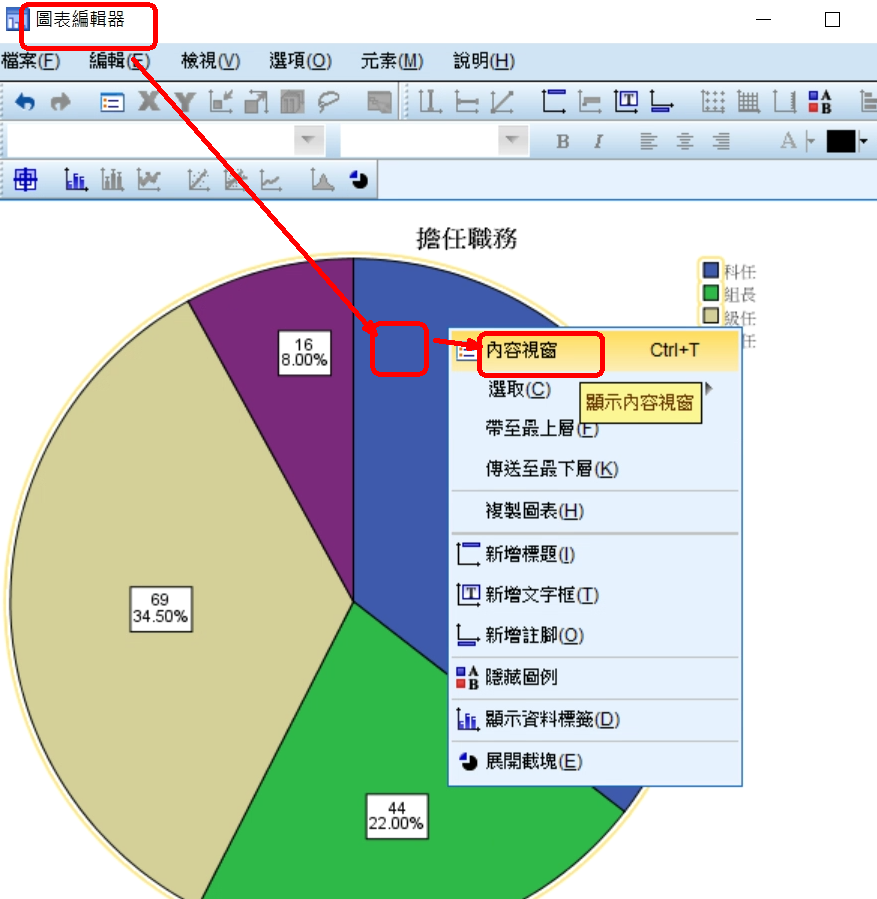 圖表編輯器
檔案(F) 編輯(E) 檢視(V) 選項(O) 元素(M) 說明(H)
X Y
T A B
B I A
擔任職務
科任
組長
級任
任
16
8.00%
69
34.50%
44
22.00%
內容視窗 Ctrl+T
選取(C)
顯示內容視窗
帶至最上層(F)
傳送至最下層(K)
複製圖表(H)
新增標題(I)
新增文字框(T)
新增註腳(O)
隱藏圖例
顯示資料標籤(D)
展開截塊(E)